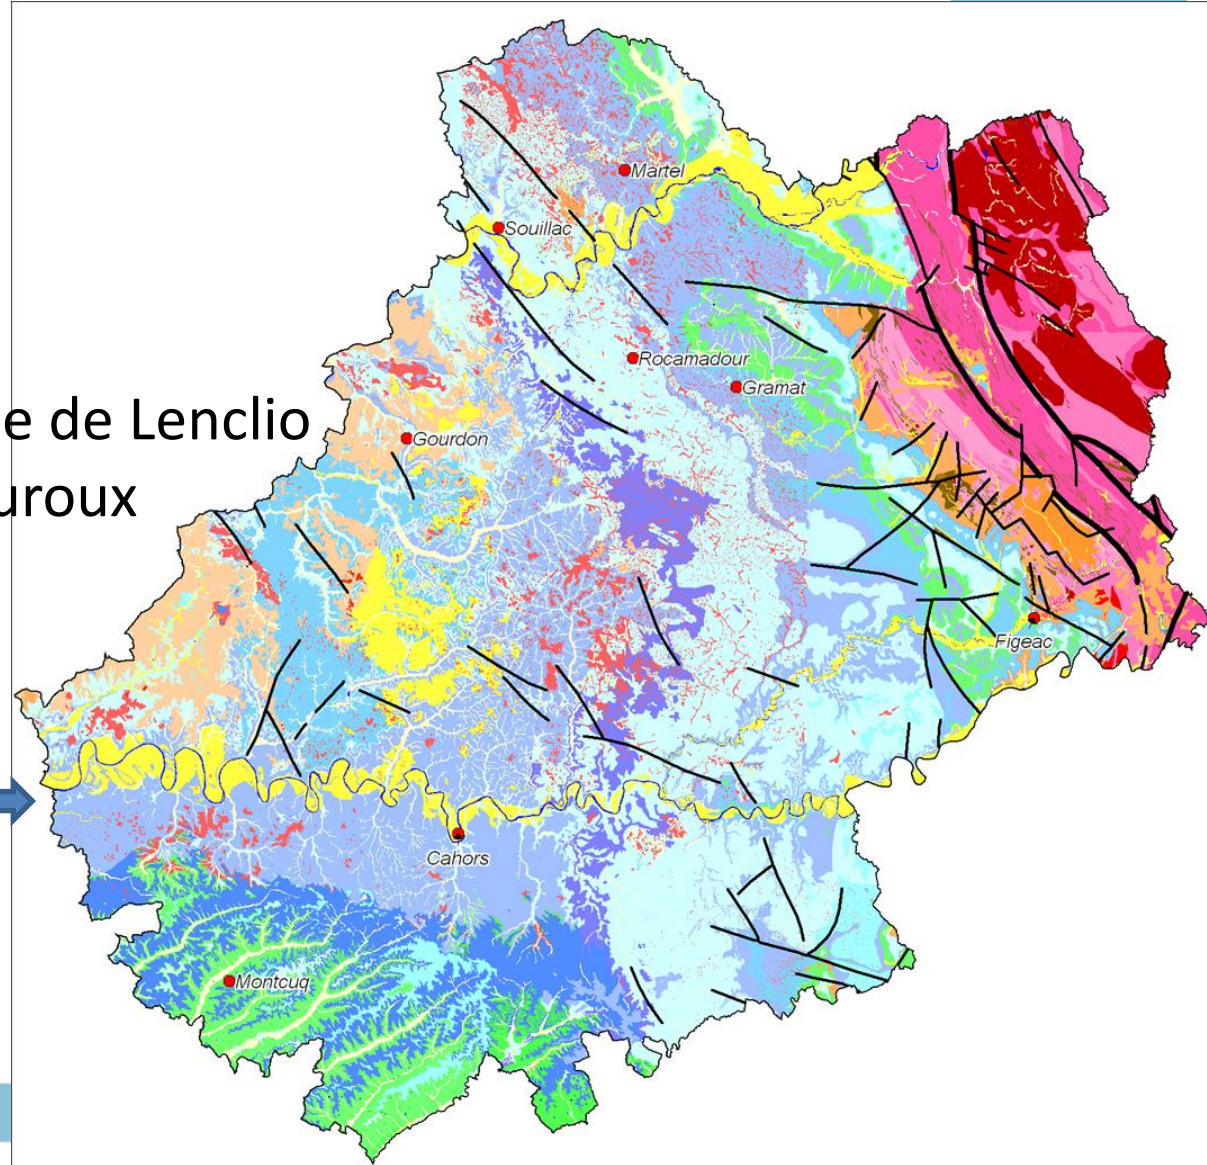 Martel
Souillac
Rocamadour
Gramat
e de Lenclio
Gourdon
uroux
Figeac
Cahors
Montcuq